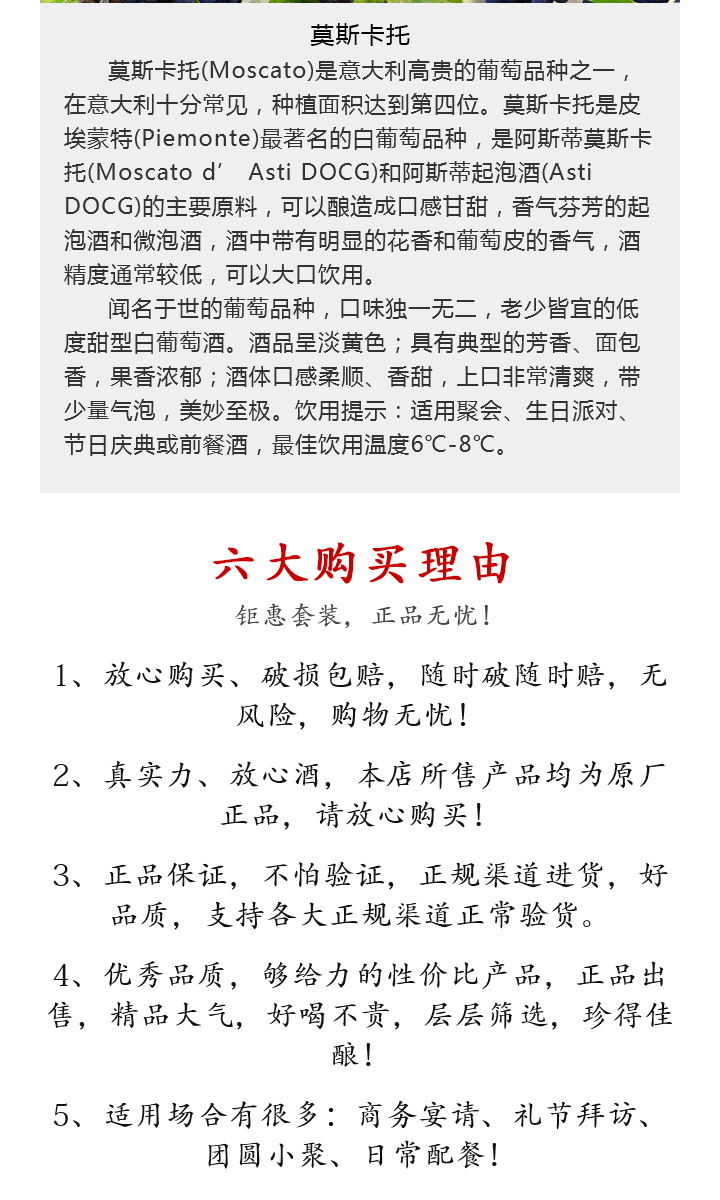 莫斯卡托
莫斯卡托(Moscato)是意大利高贵的葡萄品种之一，
在意大利十分常见，种植面积达到第四位。莫斯卡托是皮
埃蒙特(Piemonte)最著名的白葡萄品种，是阿斯蒂莫斯卡
托(Moscato d’ Asti DOCG)和阿斯蒂起泡酒(Asti
DOCG)的主要原料，可以酿造成口感甘甜，香气芬芳的起
泡酒和微泡酒，酒中带有明显的花香和葡萄皮的香气，酒
精度通常较低，可以大口饮用。
闻名于世的葡萄品种，口味独一无二，老少皆宜的低
度甜型白葡萄酒。酒品呈淡黄色；具有典型的芳香、面包
香，果香浓郁；酒体口感柔顺、香甜，上口非常清爽，带
少量气泡，美妙至极。饮用提示：适用聚会、生日派对、
节日庆典或前餐酒，最佳饮用温度6℃-8℃。
六大购买理由
钜惠套装，正品无忧！
1、放心购买、破损包赔，随时破随时赔，无
风险，购物无忧！
2、真实力、放心酒，本店所售产品均为原厂
正品，请放心购买！
3、正品保证，不怕验证，正规渠道进货，好
品质，支持各大正规渠道正常验货。
4、优秀品质，够给力的性价比产品，正品出
售，精品大气，好喝不贵，层层筛选，珍得佳
酿！
5、适用场合有很多：商务宴请、礼节拜访、
团圆小聚、日常配餐！